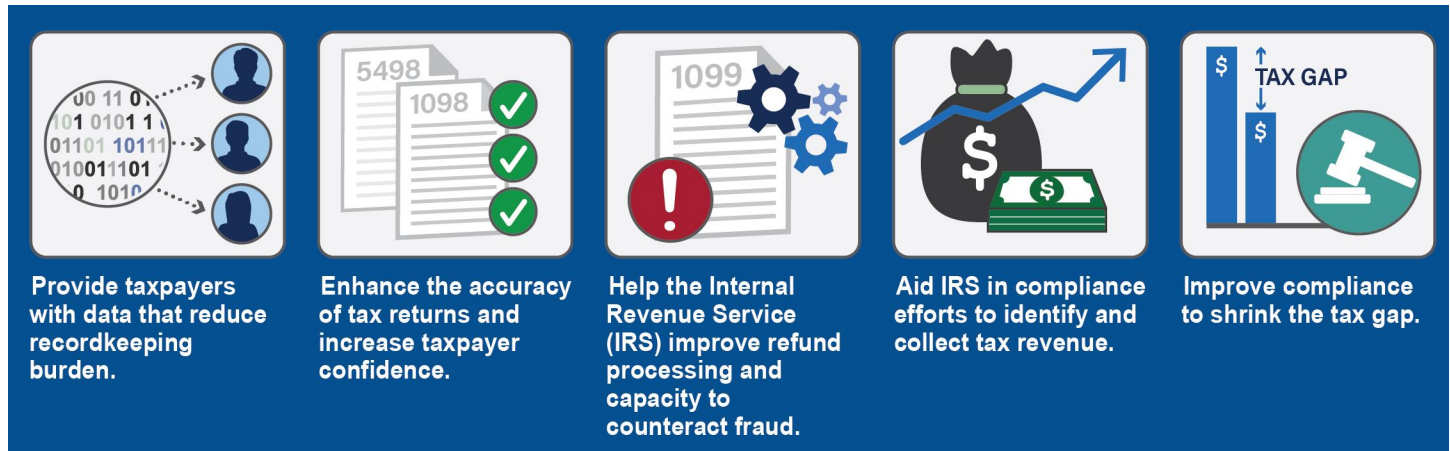 00 11 0
101 01011 1
01101 10111
010011101
0 1010
5498
1098
1099
$
$
$
TAX GAP
$
Provide taxpayers
with data that reduce
recordkeeping
burden.
Enhance the accuracy
of tax returns and
increase taxpayer
confidence.
Help the Internal
Revenue Service
(IRS) improve refund
processing and
capacity to
counteract fraud.
Aid IRS in compliance
efforts to identify and
collect tax revenue.
Improve compliance
to shrink the tax gap.